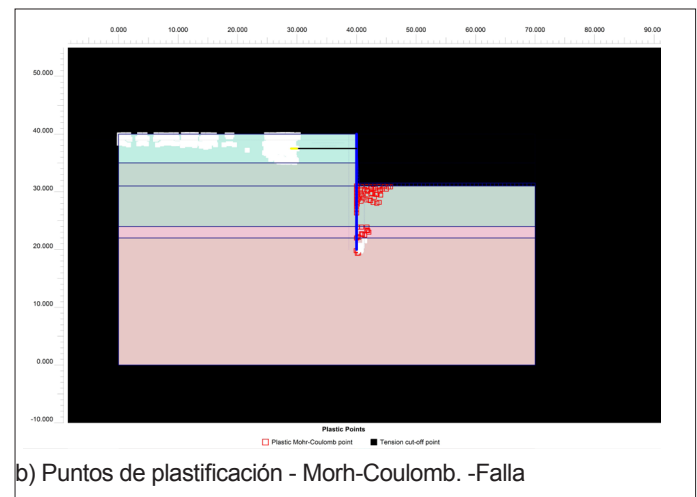 0.000 10.000 20.000 30.000 40.000 50.000 60.000 70.000 80.000 90.00
50.000
40.000
30.000
20.000
10.000
0.000
-10.000
Plastic Points
Plastic Mohr-Coulomb point Tension cut-off point
b) Puntos de plastificación - Morh-Coulomb. -Falla